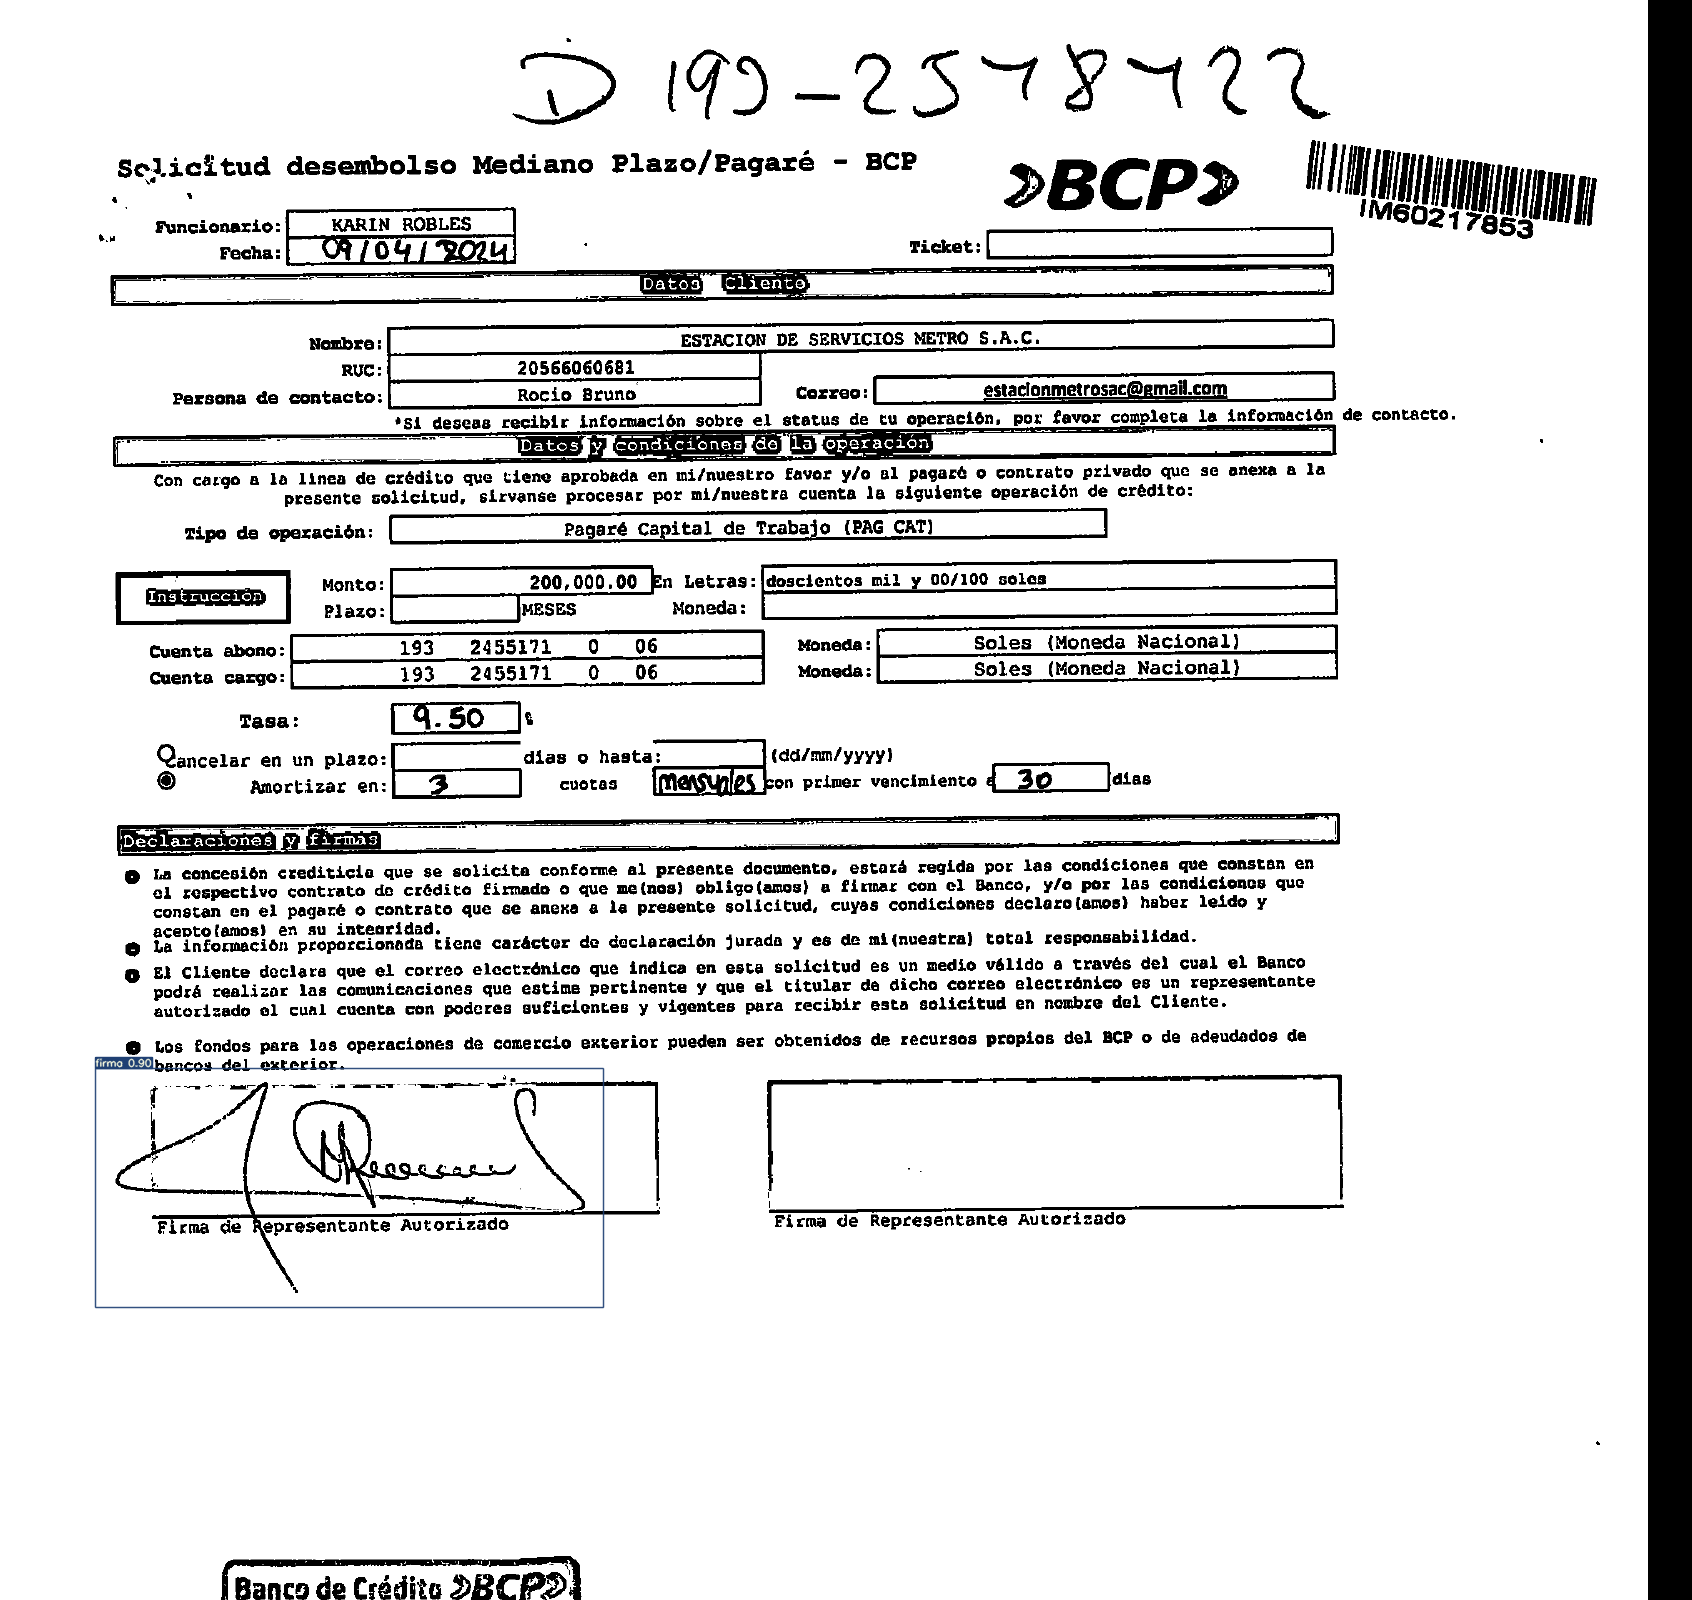 Solicitud desembolso Mediano Plazo/Pagaré - BCP
»BCP»
IM60217853
Funcionario: KARIN ROBLES
Fecha: 09/04/2024
Ticket:
Datos Cliente
Nombre: ESTACION DE SERVICIOS METRO S.A.C.
RUC: 20566060681
Persona de contacto: Rocio Bruno Correo: estacionmetrosac@gmail.com
*Si deseas recibir información sobre el status de tu operación, por favor completa la información de contacto.
Datos y condiciones de la operación
Con cargo a la linea de crédito que tiene aprobada en mi/nuestro favor y/o al pagaré o contrato privado que se anexa a la
presente solicitud, sirvanse procesar por mi/nuestra cuenta la siguiente operación de crédito:
Tipo de operación: Pagaré Capital de Trabajo (PAG CAT)
Instrucción
Monto: 200,000.00 En Letras: doscientos mil y 00/100 soles
Plazo: MESES Moneda:
Cuenta abono: 193 2455171 0 06 Moneda: Soles (Moneda Nacional)
Cuenta cargo: 193 2455171 0 06 Moneda: Soles (Moneda Nacional)
Tasa: 9.50 %
Cancelar en un plazo: dias o hasta: (dd/mm/yyyy)
Amortizar en: 3 cuotas mensuales con primer vencimiento a 30 dias
Declaraciones y firmas
La concesión crediticia que se solicita conforme al presente documento, estará regida por las condiciones que constan en
el respectivo contrato de crédito firmado o que me(nos) obligo(amos) a firmar con el Banco, y/o por las condiciones que
constan en el pagaré o contrato que se anexa a la presente solicitud, cuyas condiciones declaro(amos) haber leido y
acepto(amos) en su integridad.
La información proporcionada tiene carácter de declaración jurada y es de mi(nuestra) total responsabilidad.
El Cliente declara que el correo electrónico que indica en esta solicitud es un medio válido a través del cual el Banco
podrá realizar las comunicaciones que estime pertinente y que el titular de dicho correo electrónico es un representante
autorizado el cual cuenta con poderes suficientes y vigentes para recibir esta solicitud en nombre del Cliente.
Los fondos para las operaciones de comercio exterior pueden ser obtenidos de recursos propios del BCP o de adeudados de
bancos del exterior.
firma 0.90
Firma de Representante Autorizado
Firma de Representante Autorizado
Banco de Crédito »BCP»